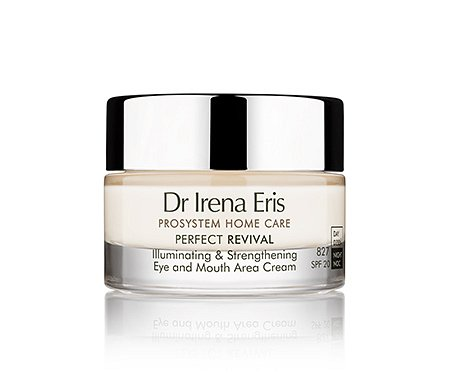 Dr Irena Eris
PROSYSTEM HOME CARE
PERFECT REVIVAL
Illuminating & Strengthening
Eye and Mouth Area Cream
827
SPF 20
DAY
NIGHT
NOC